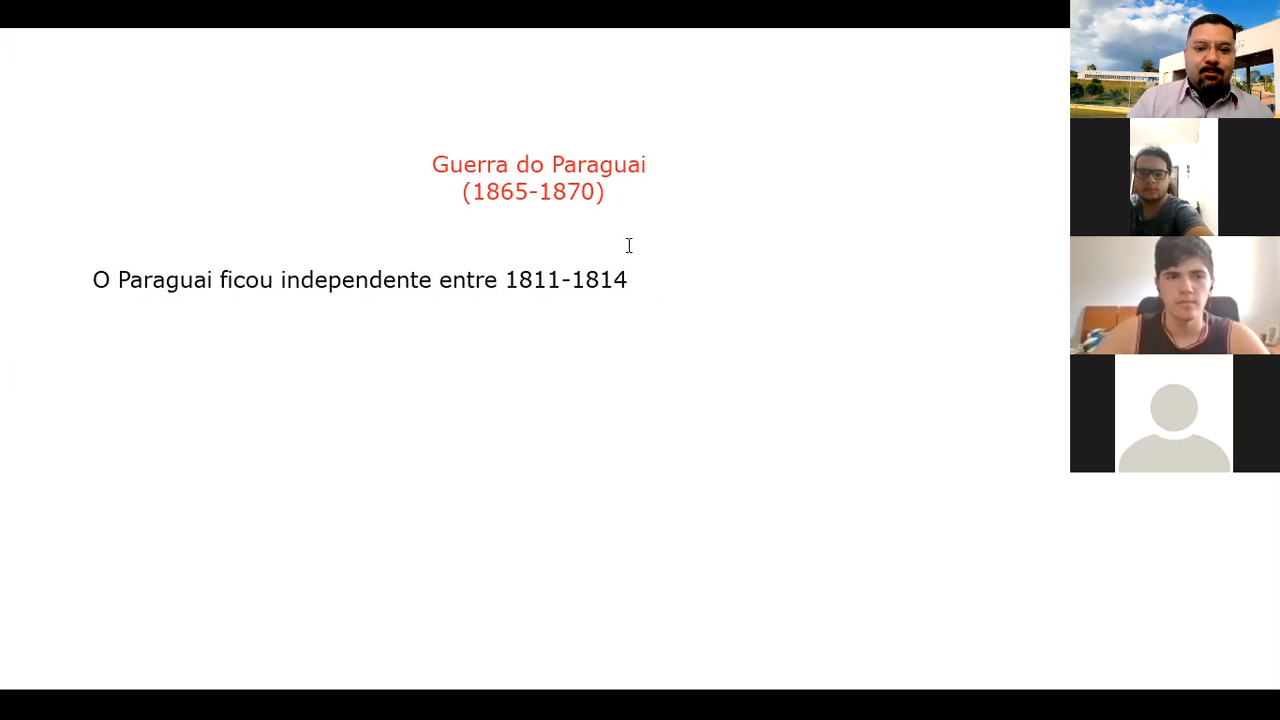 Guerra do Paraguai
(1865-1870)
O Paraguai ficou independente entre 1811-1814